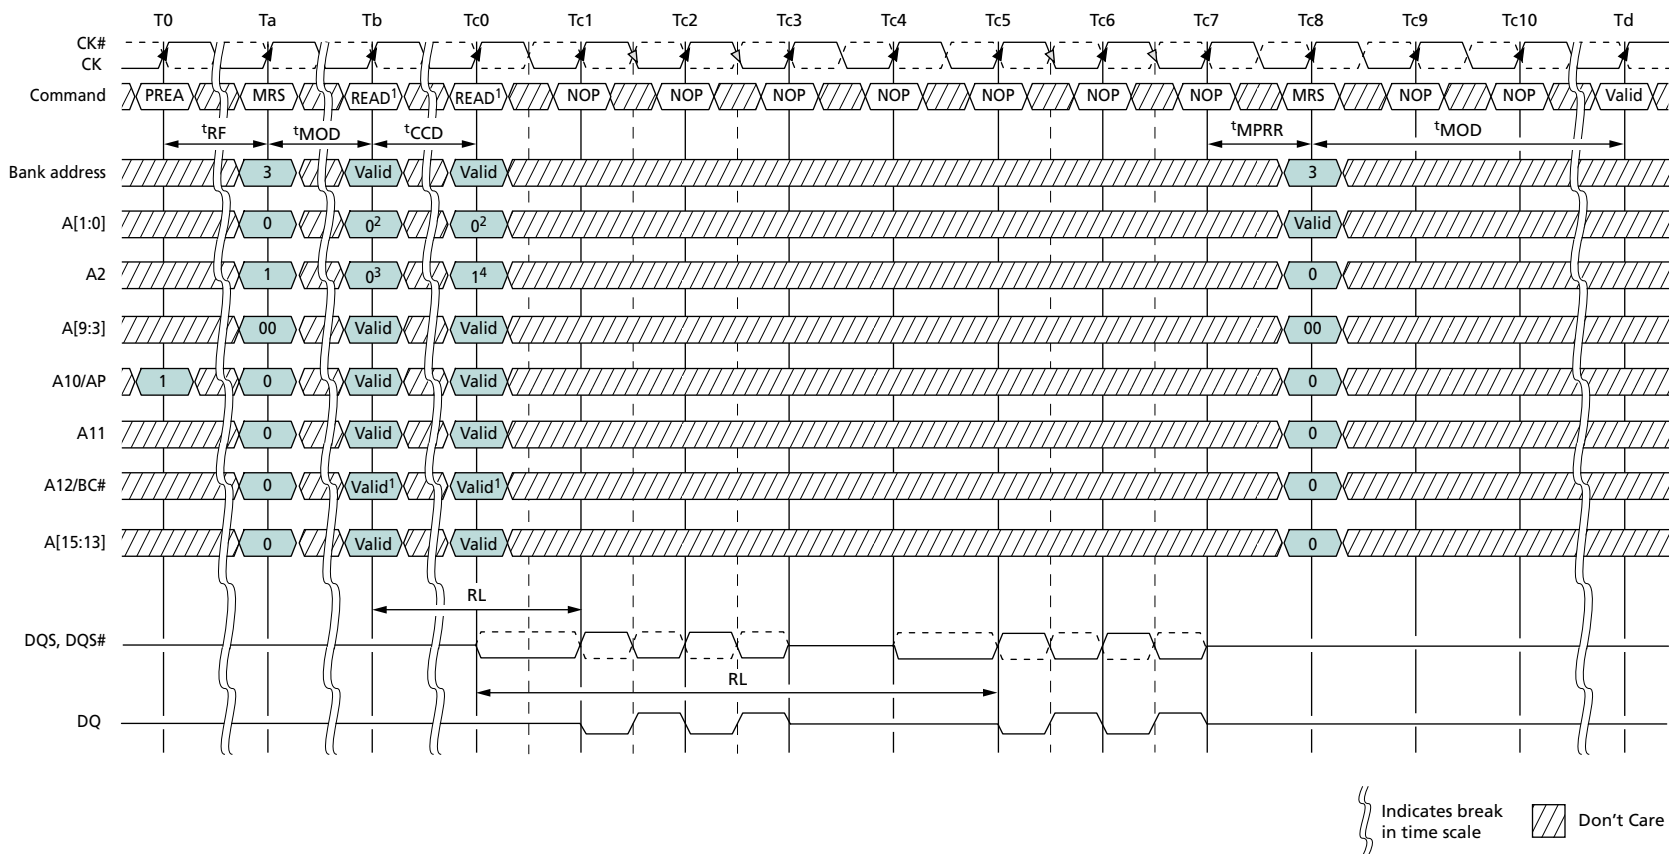 T0 Ta Tb Tc0 Tc1 Tc2 Tc3 Tc4 Tc5 Tc6 Tc7 Tc8 Tc9 Tc10 Td
CK#
CK
Command PREA MRS READ1 READ1 NOP NOP NOP NOP NOP NOP NOP MRS NOP NOP Valid
tRF tMOD tCCD tMPRR tMOD
Bank address 3 Valid Valid 3
A[1:0] 0 02 02 Valid
A2 1 03 14 0
A[9:3] 00 Valid Valid 00
A10/AP 1 0 Valid Valid 0
A11 0 Valid Valid 0
A12/BC# 0 Valid1 Valid1 0
A[15:13] 0 Valid Valid 0
RL
DQS, DQS#
RL
DQ
Indicates break
in time scale
Don't Care